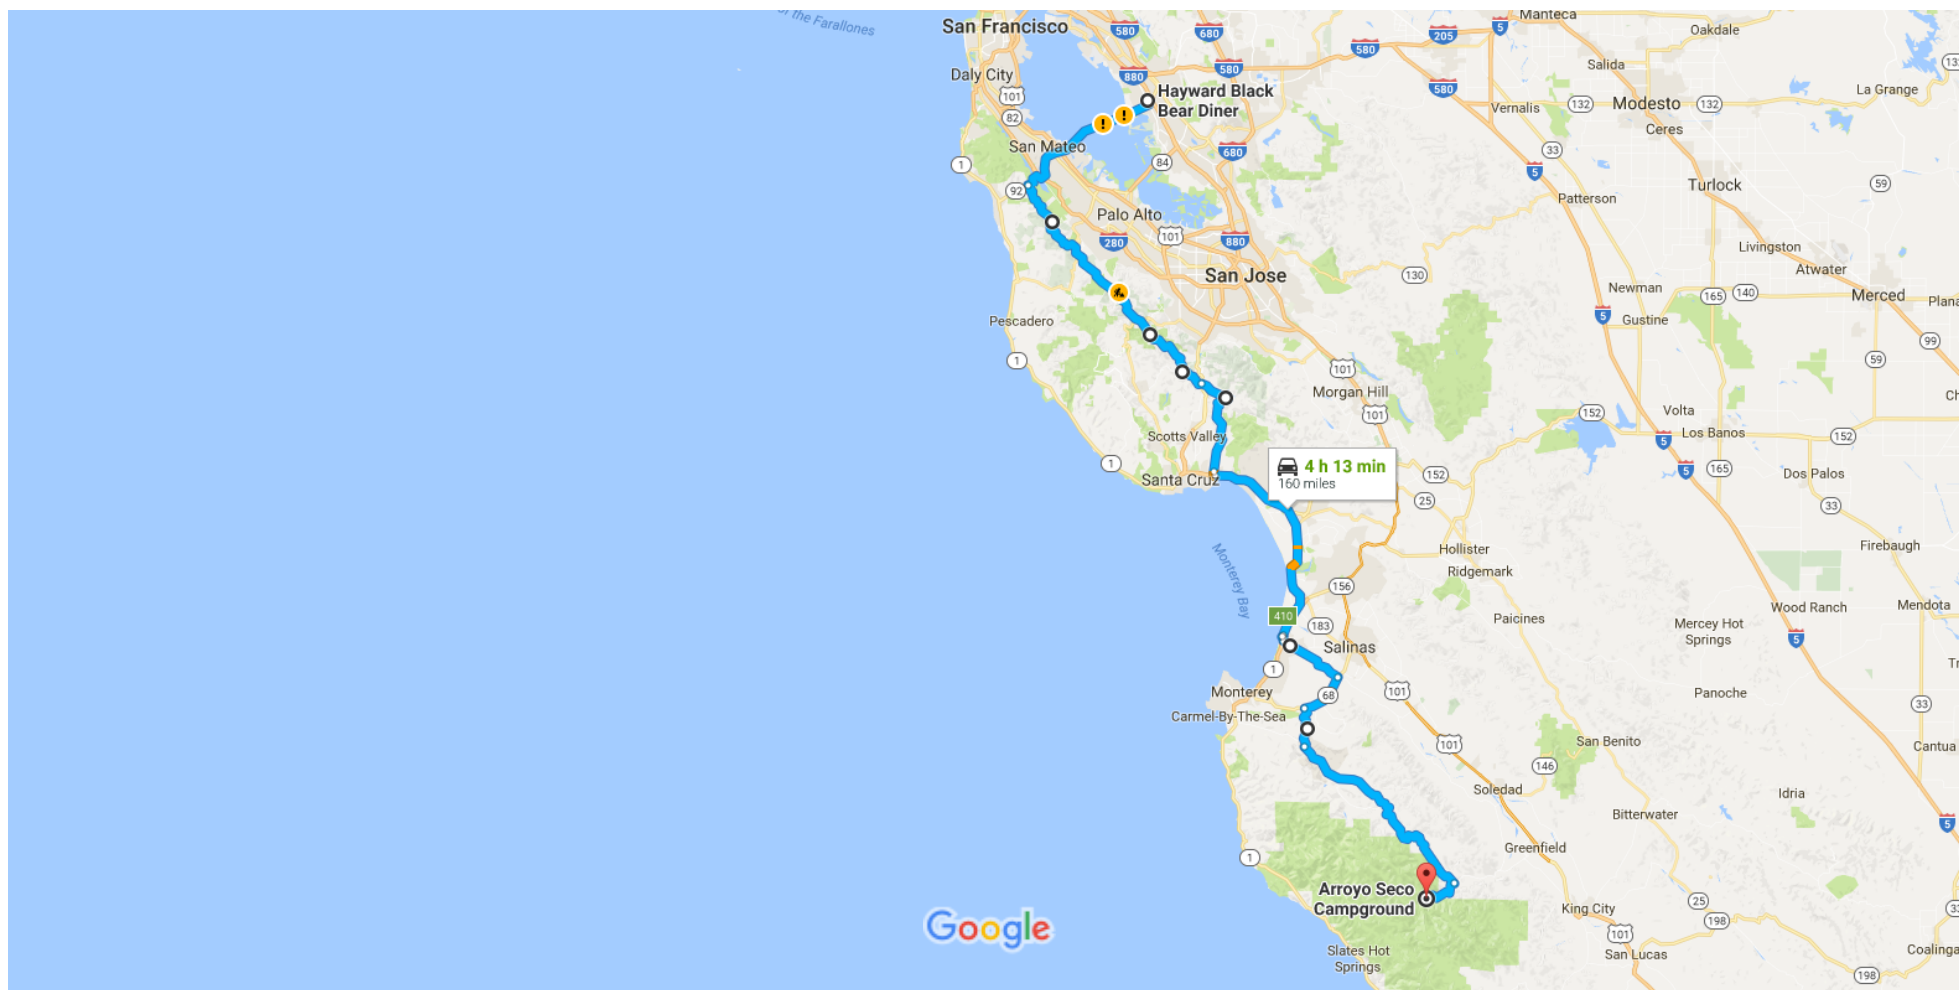 of the Farallones
San Francisco
Daly City
101
82
1
92
San Mateo
580
680
580
880
580
205
5
580
Manteca
Oakdale
Salida
Vernalis
132
Modesto
132
La Grange
Ceres
Hayward Black
Bear Diner
84
680
33
5
Turlock
59
Patterson
Palo Alto
280
101
880
San Jose
130
Livingston
Atwater
Newman
165
140
Merced
Gustine
5
99
59
Pescadero
1
101
Morgan Hill
101
152
Volta
Los Banos
5
152
5
165
Dos Palos
33
Scotts Valley
1
Santa Cruz
4 h 13 min
160 miles
152
25
Hollister
Ridgemark
Firebaugh
Monterey Bay
156
410
183
Salinas
Paicines
Wood Ranch
Mendota
Mercey Hot
Springs
5
1
Monterey
68
101
Panoche
33
Carmel-By-The-Sea
101
San Benito
146
Cantua
Soledad
Idria
Bitterwater
5
Greenfield
1
Arroyo Seco
Campground
King City
25
198
101
San Lucas
Coalinga
198
Slates Hot
Springs
Google